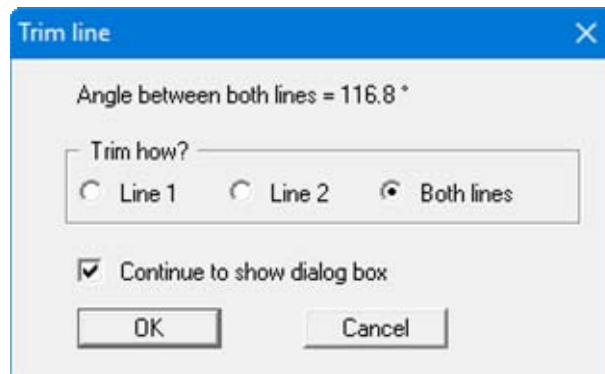 Trim line
Angle between both lines = 116.8 °
Trim how?
Line 1 Line 2 Both lines
Continue to show dialog box
OK Cancel